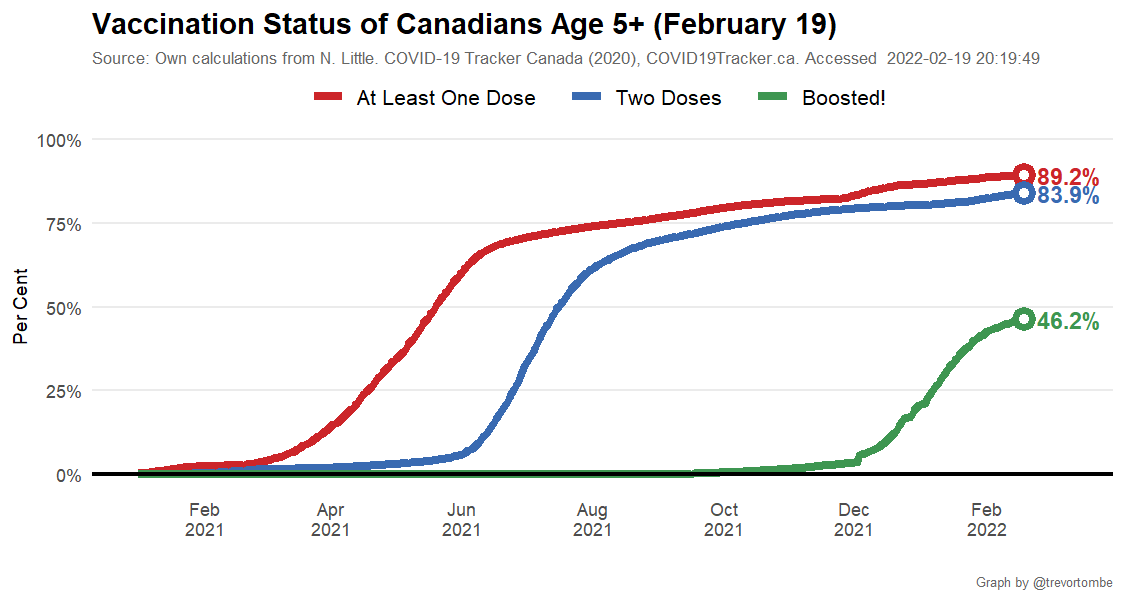 Vaccination Status of Canadians Age 5+ (February 19)
Source: Own calculations from N. Little. COVID-19 Tracker Canada (2020), COVID19Tracker.ca. Accessed  2022-02-19 20:19:49
At Least One Dose Two Doses Boosted!
100%
89.2%
83.9%
75%
Per Cent
50%
46.2%
25%
0%
Feb Apr Jun Aug Oct Dec Feb
2021 2021 2021 2021 2021 2021 2022
Graph by @trevortombe